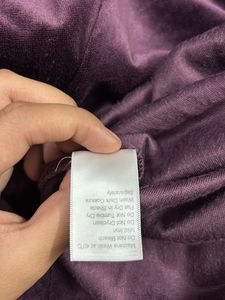 Machine Wash at 40°C
Do Not Bleach
Cool Iron
Do Not Dryclean
Do Not Tumble Dry
Flat Dry in Shade
Wash Dark Colours
Separately